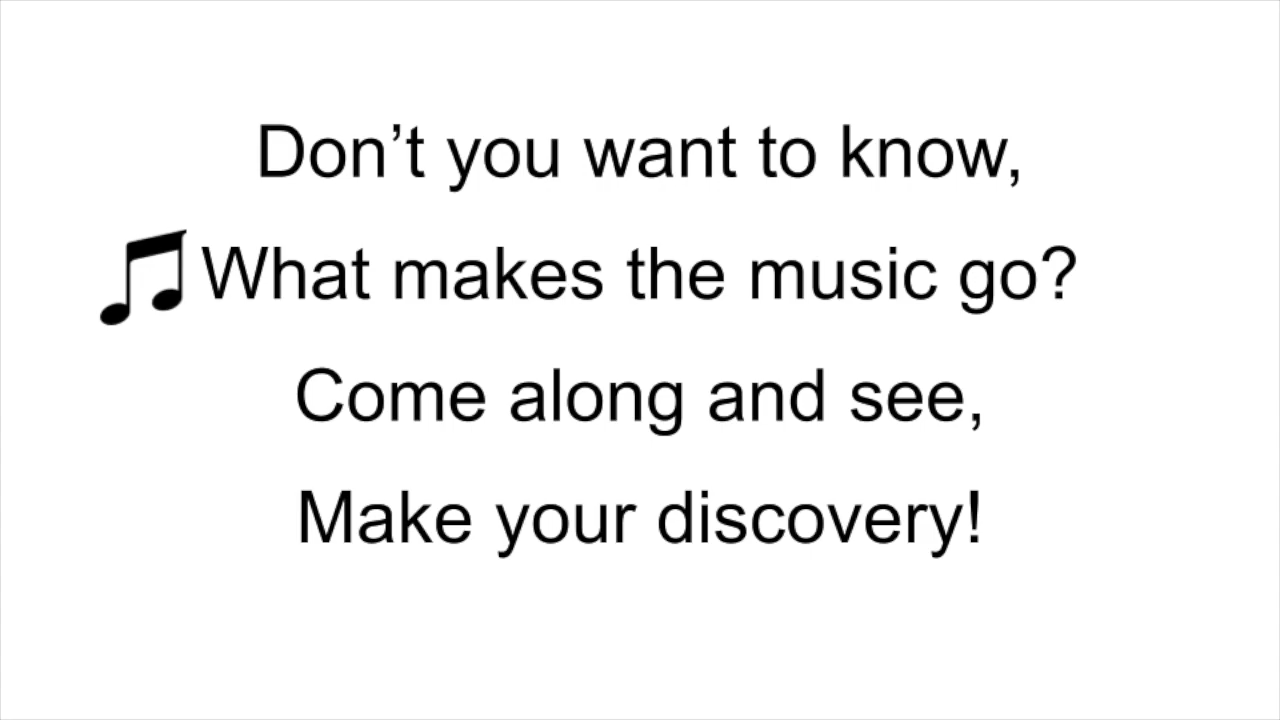 Don’t you want to know,
What makes the music go?
Come along and see,
Make your discovery!